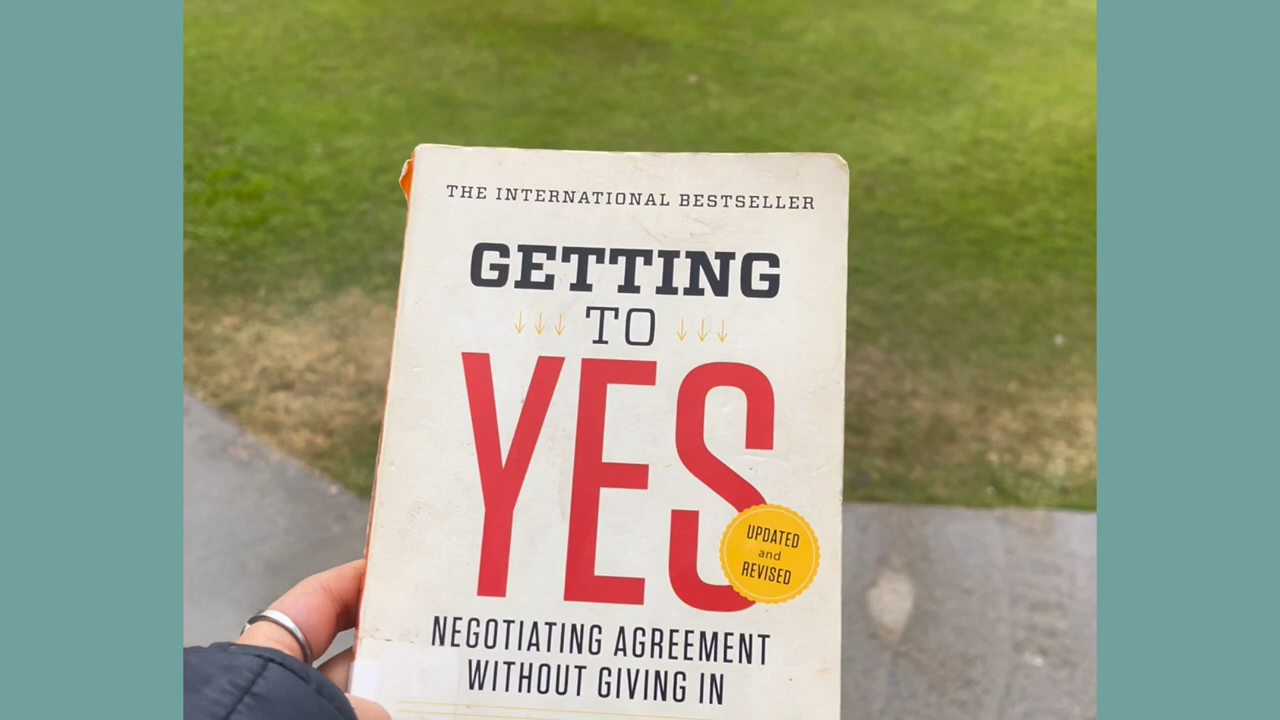 THE INTERNATIONAL BESTSELLER
GETTING
TO
YES
UPDATED
and
REVISED
NEGOTIATING AGREEMENT
WITHOUT GIVING IN